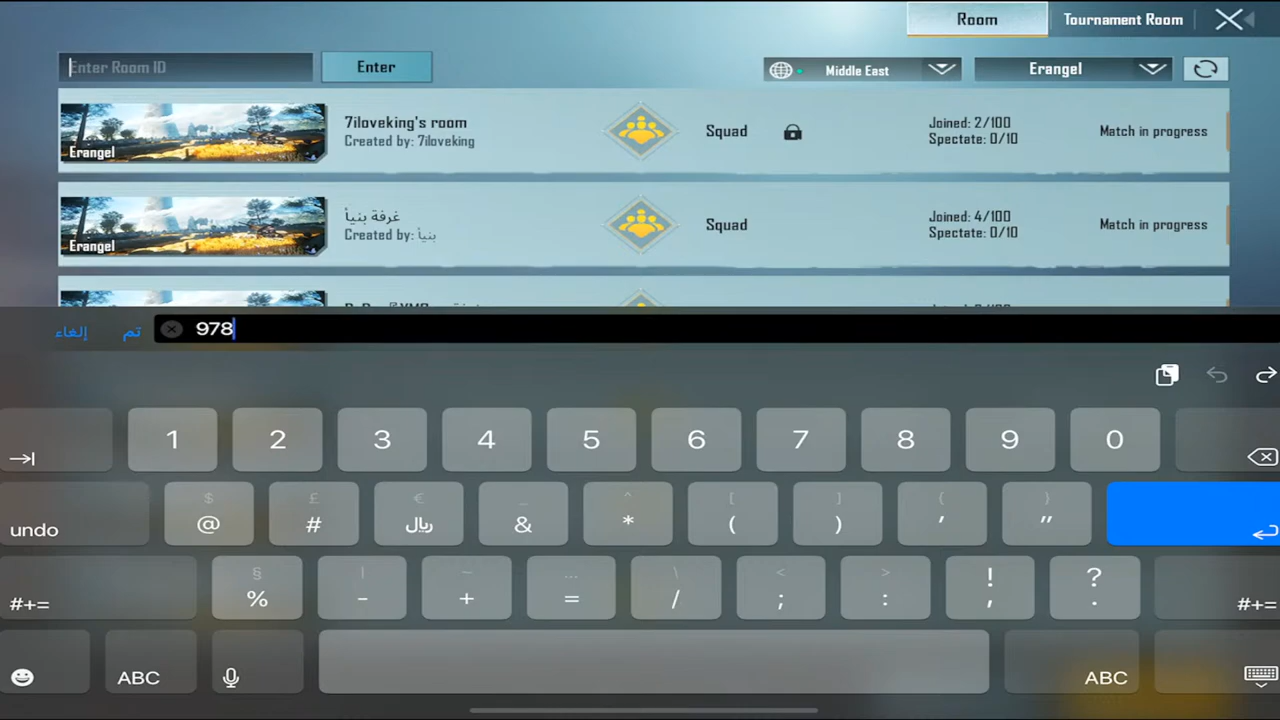 Room
Tournament Room
Enter Room ID
Enter
Middle East
Erangel
Erangel
7iloveking's room
Created by: 7iloveking
Squad
Joined: 2/100
Spectate: 0/10
Match in progress
Erangel
غرفة بنيأ
Created by: بنيأ
Squad
Joined: 4/100
Spectate: 0/10
Match in progress
إلغاء
تم
978
1 2 3 4 5 6 7 8 9 0
undo
$ £ € _ ^ [ ] { }
@ # ريال & * ( ) ' "
§ | ~ … \ < > ! ?
#+= % - + = / ; : , . #+=
ABC
ABC